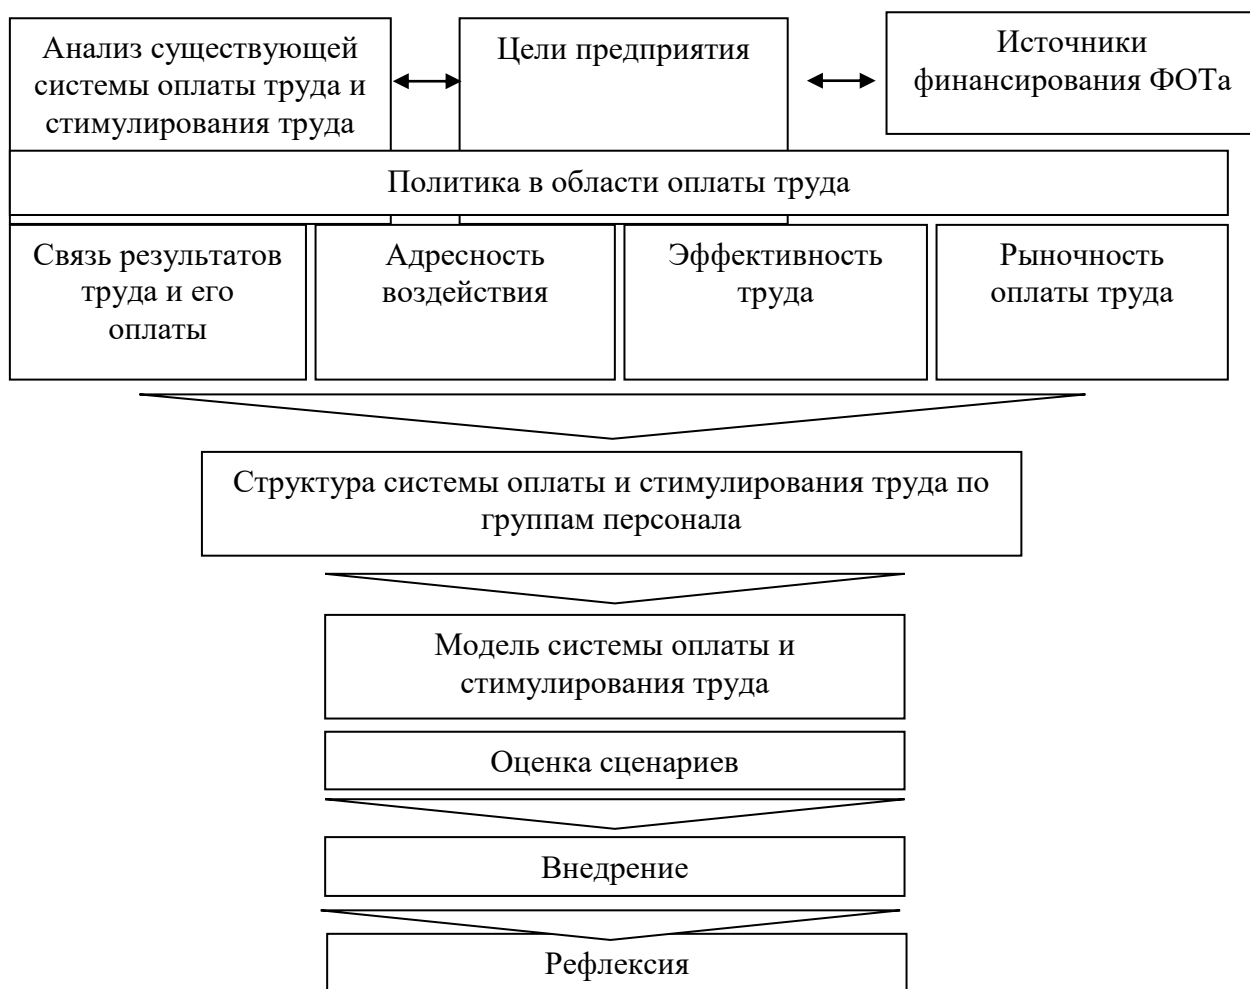 Анализ существующей
системы оплаты труда и
стимулирования труда
Цели предприятия
Источники
финансирования ФОТа
Политика в области оплаты труда
Связь результатов
труда и его
оплаты
Адресность
воздействия
Эффективность
труда
Рыночность
оплаты труда
Структура системы оплаты и стимулирования труда по
группам персонала
Модель системы оплаты и
стимулирования труда
Оценка сценариев
Внедрение
Рефлексия